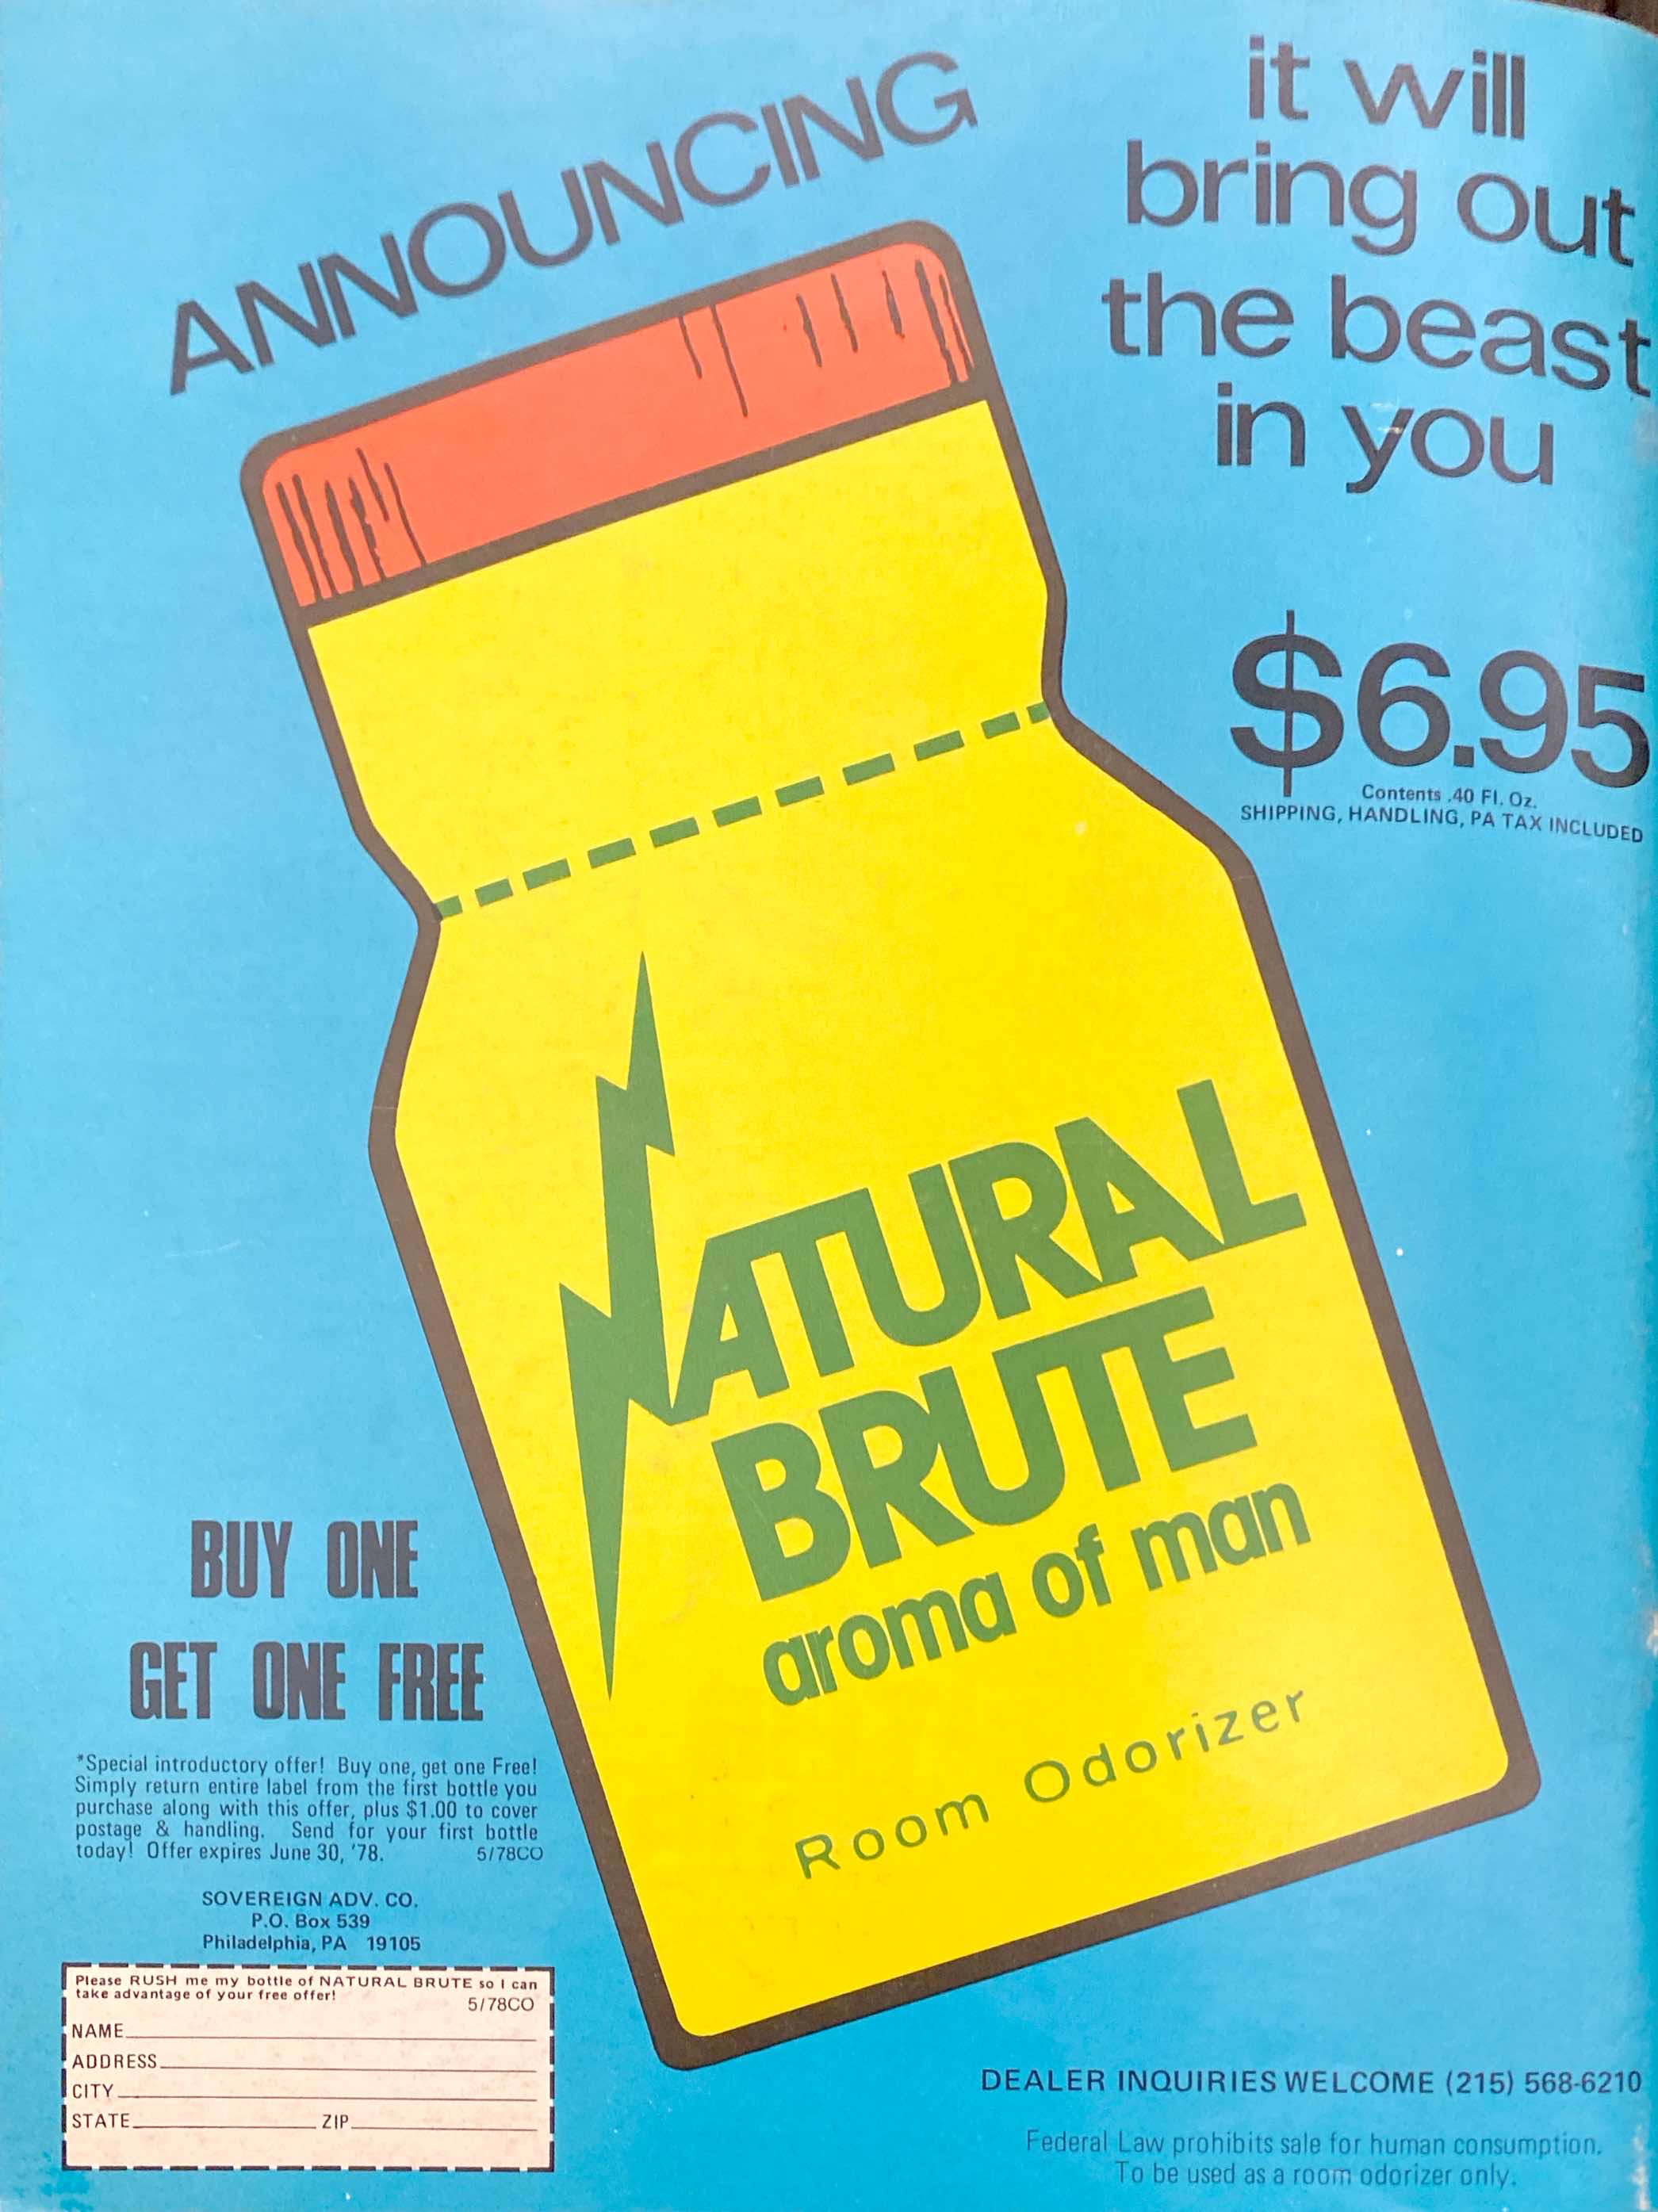 ANNOUNCING
it will
bring out
the beast
in you
$6.95
Contents .40 Fl. Oz.
SHIPPING, HANDLING, PA TAX INCLUDED
NATURAL
BRUTE
aroma of man
Room Odorizer
BUY ONE
GET ONE FREE
*Special introductory offer! Buy one, get one Free!
Simply return entire label from the first bottle you
purchase along with this offer, plus $1.00 to cover
postage & handling. Send for your first bottle
today! Offer expires June 30, '78. 5/78CO
SOVEREIGN ADV. CO.
P.O. Box 539
Philadelphia, PA 19105
Please RUSH me my bottle of NATURAL BRUTE so I can
take advantage of your free offer!
5/78CO
NAME
ADDRESS
CITY
STATE ZIP
DEALER INQUIRIES WELCOME (215) 568-6210
Federal Law prohibits sale for human consumption.
To be used as a room odorizer only.